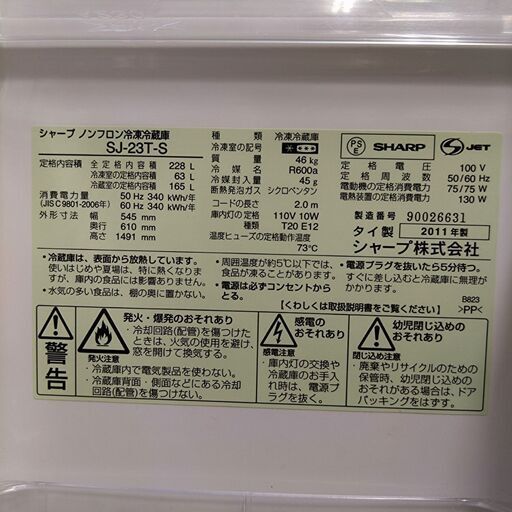 シャープ ノンフロン冷凍冷蔵庫
SJ-23T-S
定格内容積 全定格内容積 228 L
冷凍室の定格内容積 63 L
冷蔵室の定格内容積 165 L
消費電力量 50 Hz 340 kWh/年
(JIS C 9801-2006年) 60 Hz 340 kWh/年
外形寸法 幅 545 mm
奥行 610 mm
高さ 1491 mm
種類 冷凍冷蔵庫
冷凍室の記号
質量 46 kg
冷媒 R600a
冷媒封入量 45 g
断熱発泡ガス シクロペンタン
コードの長さ 2.0 m
庫内灯の定格 110V 10W
T20 E12
温度ヒューズの定格動作温度
73℃
PS
E
SHARP
JET
定格電圧 100 V
定格周波数 50/60 Hz
電動機の定格消費電力 75/75 W
電熱装置の定格消費電力 130 W
製造番号 90026631
タイ製 2011年製
シャープ株式会社
・冷蔵庫は、表面から放熱しています。
使いはじめや夏場は、特に熱くなりま
すが、庫内の食品には影響ありません。
・水気の多い食品は、棚の奥に置かない。
・周囲温度が約5℃以下では、
食品が凍ることがあります。
・電源は必ずコンセントから。
・電源プラグを抜いたら5分待つ。
すぐに差し込むと冷蔵庫に
無理がかかります。
【くわしくは取扱説明書をご覧ください】
B823
>PP<
警告
発火注意
発火・爆発のおそれあり
・冷却回路(配管)を傷つけた
ときは、火気の使用を避け、
窓を開けて換気する。
・冷蔵庫内で電気製品を使わない。
・冷蔵庫背面・側面などにある冷却
回路(配管)を傷つけない。
感電注意
感電の
おそれあり
・庫内灯の交換や
冷蔵庫のお手入
れ時は、電源プラ
グを抜く。
閉じ込め注意
幼児閉じ込めの
おそれあり
・廃棄やリサイクルのための
保管時、幼児閉じ込めの
おそれがある場合は、ドア
パッキングをはずす。